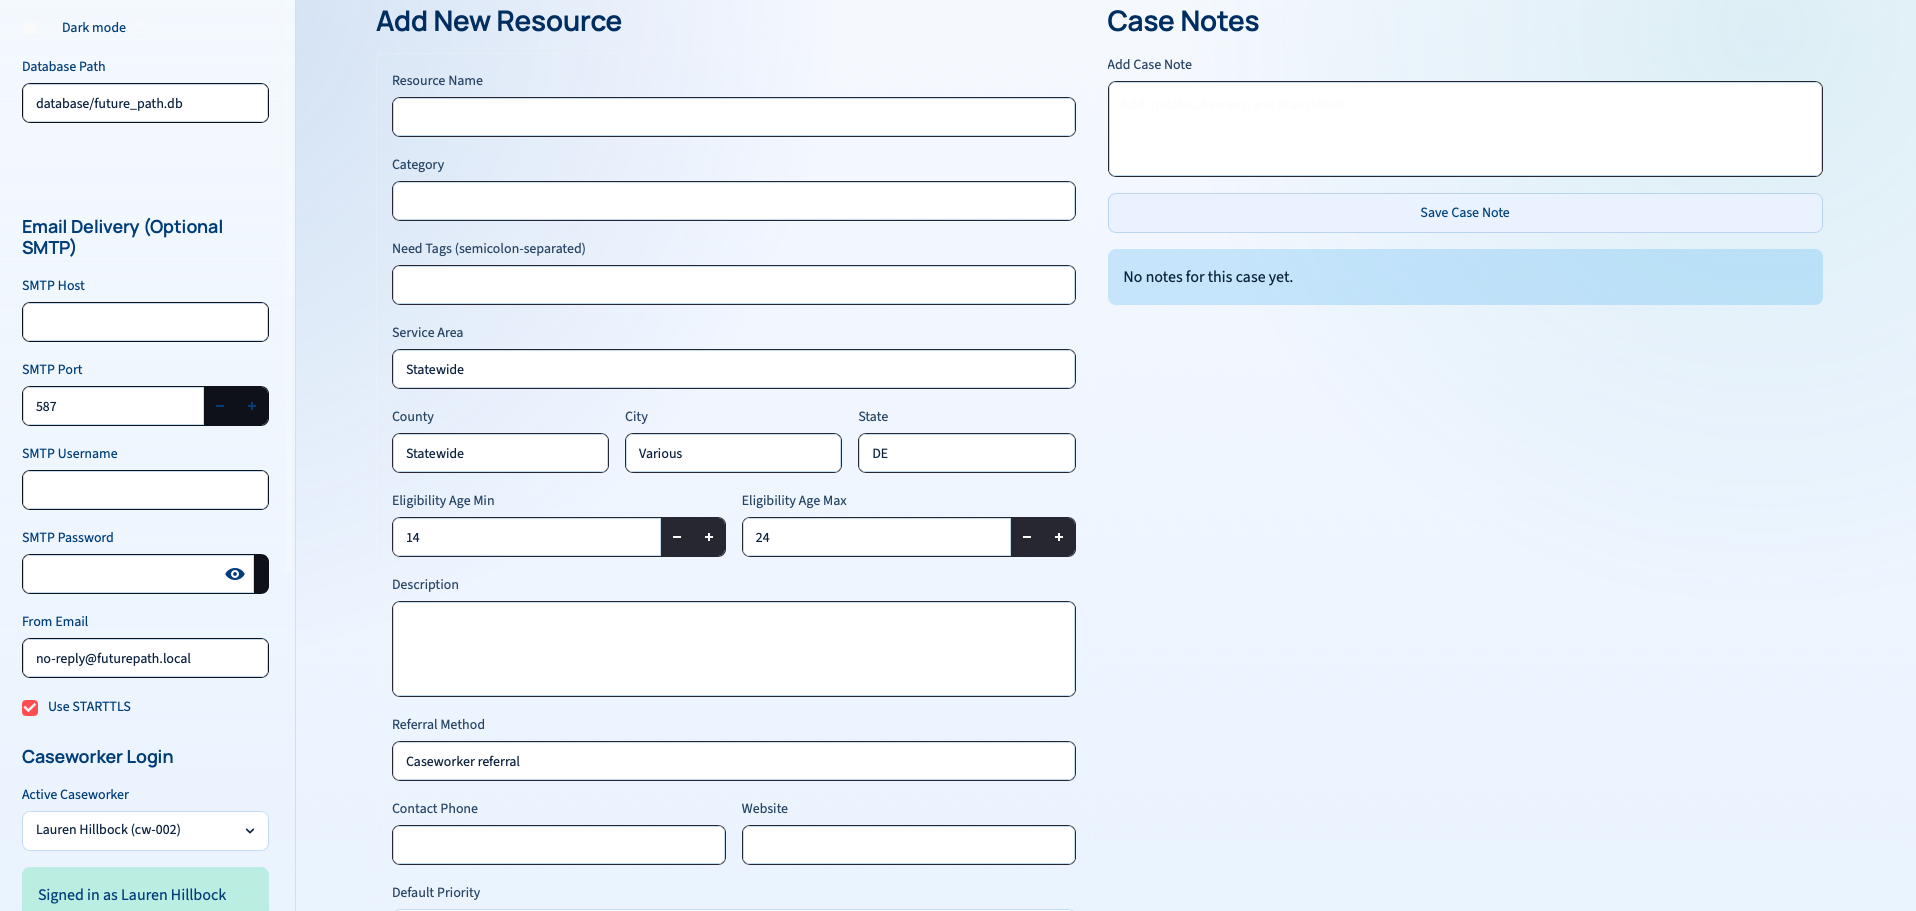 Dark mode
Database Path
database/future_path.db
Email Delivery (Optional
SMTP)
SMTP Host
SMTP Port
587
SMTP Username
SMTP Password
From Email
no-reply@futurepath.local
Use STARTTLS
Caseworker Login
Active Caseworker
Lauren Hillbock (cw-002)
Signed in as Lauren Hillbock
Add New Resource
Resource Name
Category
Need Tags (semicolon-separated)
Service Area
Statewide
County City State
Statewide Various DE
Eligibility Age Min Eligibility Age Max
14 24
Description
Referral Method
Caseworker referral
Contact Phone Website
Default Priority
Case Notes
Add Case Note
Save Case Note
No notes for this case yet.